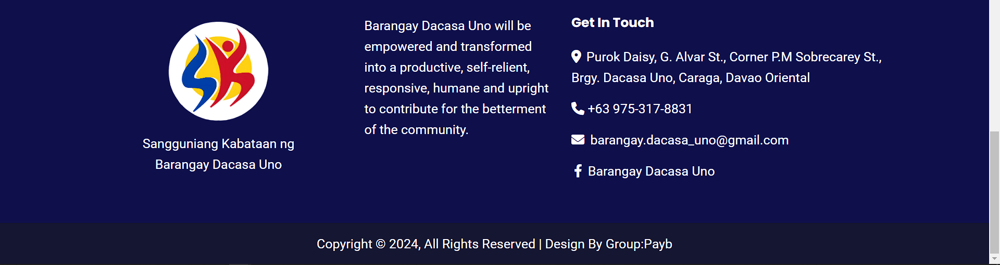 Sangguniang Kabataan ng
Barangay Dacasa Uno
Barangay Dacasa Uno will be
empowered and transformed
into a productive, self-relient,
responsive, humane and upright
to contribute for the betterment
of the community.
Get In Touch
Purok Daisy, G. Alvar St., Corner P.M Sobrecarey St.,
Brgy. Dacasa Uno, Caraga, Davao Oriental
+63 975-317-8831
barangay.dacasa_uno@gmail.com
Barangay Dacasa Uno
Copyright © 2024, All Rights Reserved | Design By Group:Payb